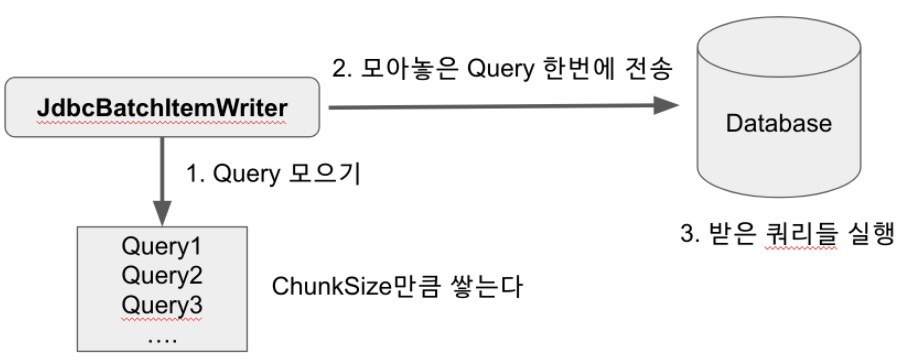 2. 모아놓은 Query 한번에 전송
JdbcBatchItemWriter
Database
1. Query 모으기
3. 받은 쿼리들 실행
Query1
Query2
Query3
....
ChunkSize만큼 쌓는다